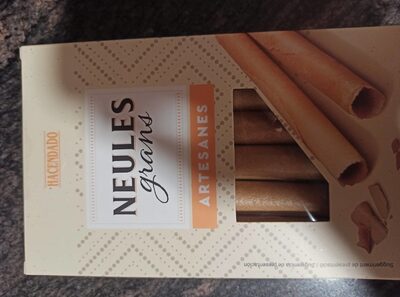 HACENDADO
NEULES
grans
ARTESANES
Suggeriment de presentació / Sugerencia de presentación